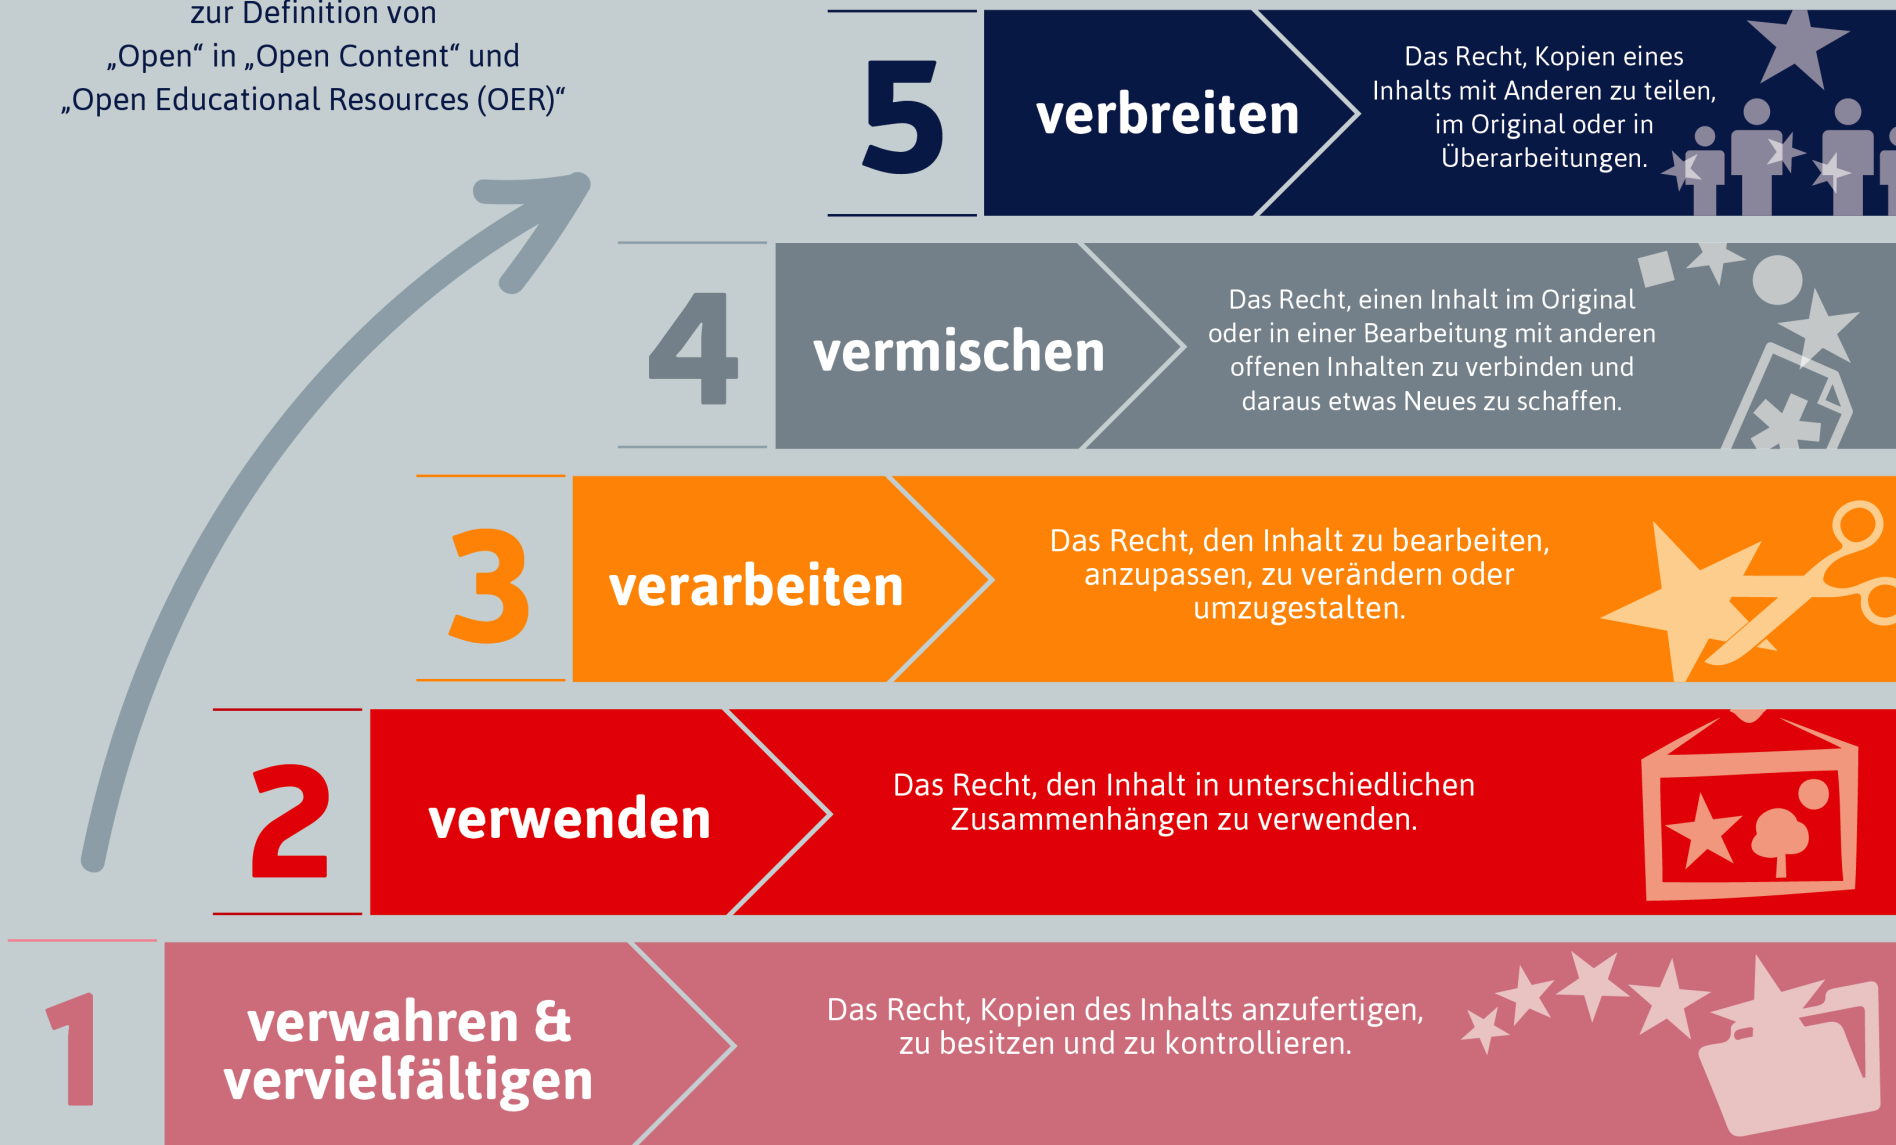 zur Definition von
„Open“ in „Open Content“ und
„Open Educational Resources (OER)“
5
verbreiten
Das Recht, Kopien eines
Inhalts mit Anderen zu teilen,
im Original oder in
Überarbeitungen.
4
vermischen
Das Recht, einen Inhalt im Original
oder in einer Bearbeitung mit anderen
offenen Inhalten zu verbinden und
daraus etwas Neues zu schaffen.
3
verarbeiten
Das Recht, den Inhalt zu bearbeiten,
anzupassen, zu verändern oder
umzugestalten.
2
verwenden
Das Recht, den Inhalt in unterschiedlichen
Zusammenhängen zu verwenden.
1
verwahren &
vervielfältigen
Das Recht, Kopien des Inhalts anzufertigen,
zu besitzen und zu kontrollieren.